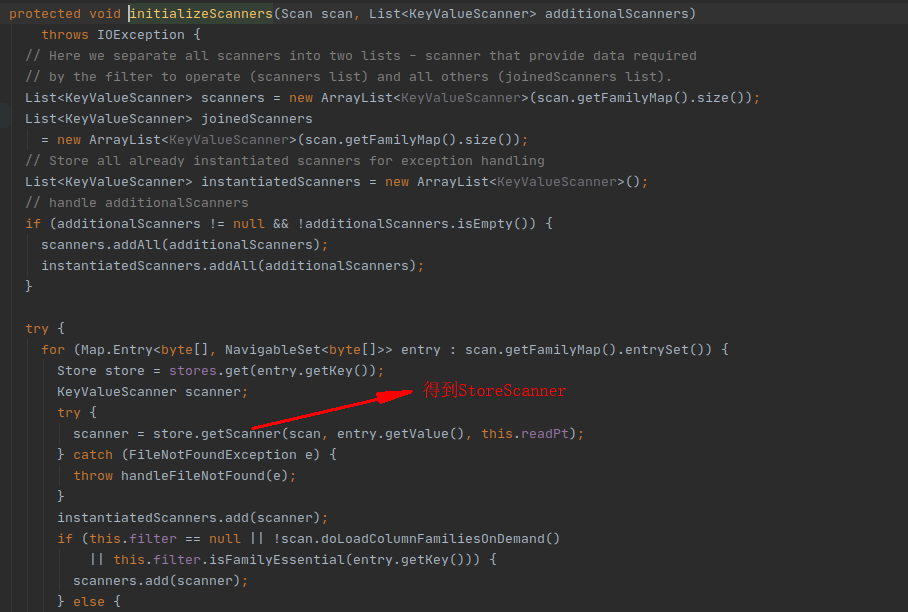 protected void initializeScanners(Scan scan, List<KeyValueScanner> additionalScanners)
throws IOException {
// Here we separate all scanners into two lists - scanner that provide data required
// by the filter to operate (scanners list) and all others (joinedScanners list).
List<KeyValueScanner> scanners = new ArrayList<KeyValueScanner>(scan.getFamilyMap().size());
List<KeyValueScanner> joinedScanners
= new ArrayList<KeyValueScanner>(scan.getFamilyMap().size());
// Store all already instantiated scanners for exception handling
List<KeyValueScanner> instantiatedScanners = new ArrayList<KeyValueScanner>();
// handle additionalScanners
if (additionalScanners != null && !additionalScanners.isEmpty()) {
scanners.addAll(additionalScanners);
instantiatedScanners.addAll(additionalScanners);
}
try {
for (Map.Entry<byte[], NavigableSet<byte[]>> entry : scan.getFamilyMap().entrySet()) {
Store store = stores.get(entry.getKey());
KeyValueScanner scanner;
得到StoreScanner
try {
scanner = store.getScanner(scan, entry.getValue(), this.readPt);
} catch (FileNotFoundException e) {
throw handleFileNotFound(e);
}
instantiatedScanners.add(scanner);
if (this.filter == null || !scan.doLoadColumnFamiliesOnDemand()
|| this.filter.isFamilyEssential(entry.getKey())) {
scanners.add(scanner);
} else {